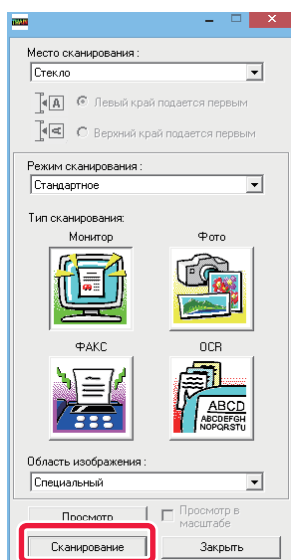 Место сканирования :
Стекло
A Левый край подается первым
A Верхний край подается первым
Режим сканирования :
Стандартное
Тип сканирования:
Монитор Фото
ФАКС OCR
ABCD
ABCDEFGH
NOPQRSTU
Область изображения :
Специальный
Просмотр Просмотр в масштабе
Сканирование Закрыть